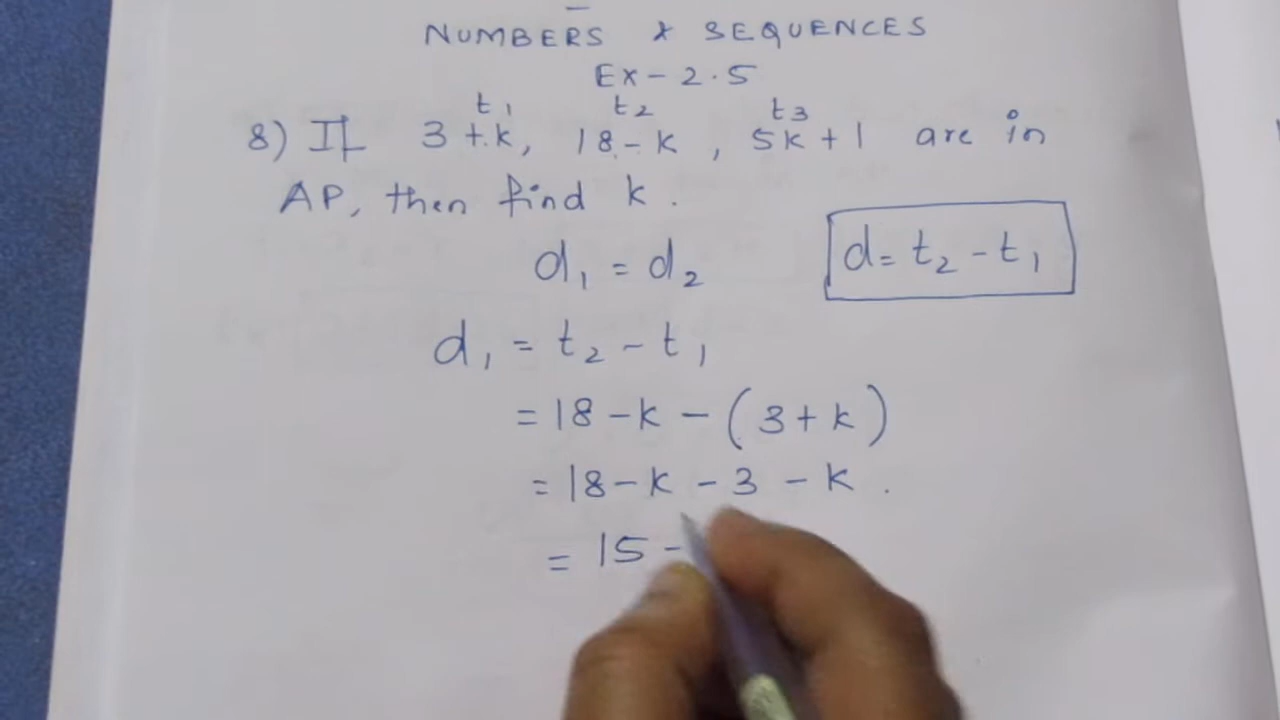 NUMBERS & SEQUENCES
Ex-2.5
t1 t2 t3
8) If 3+k, 18-k, 5k+1 are in
AP, then find k.
d1 = d2
d = t2 - t1
d1 = t2 - t1
= 18 - k - (3 + k)
= 18 - k - 3 - k.
= 15 -